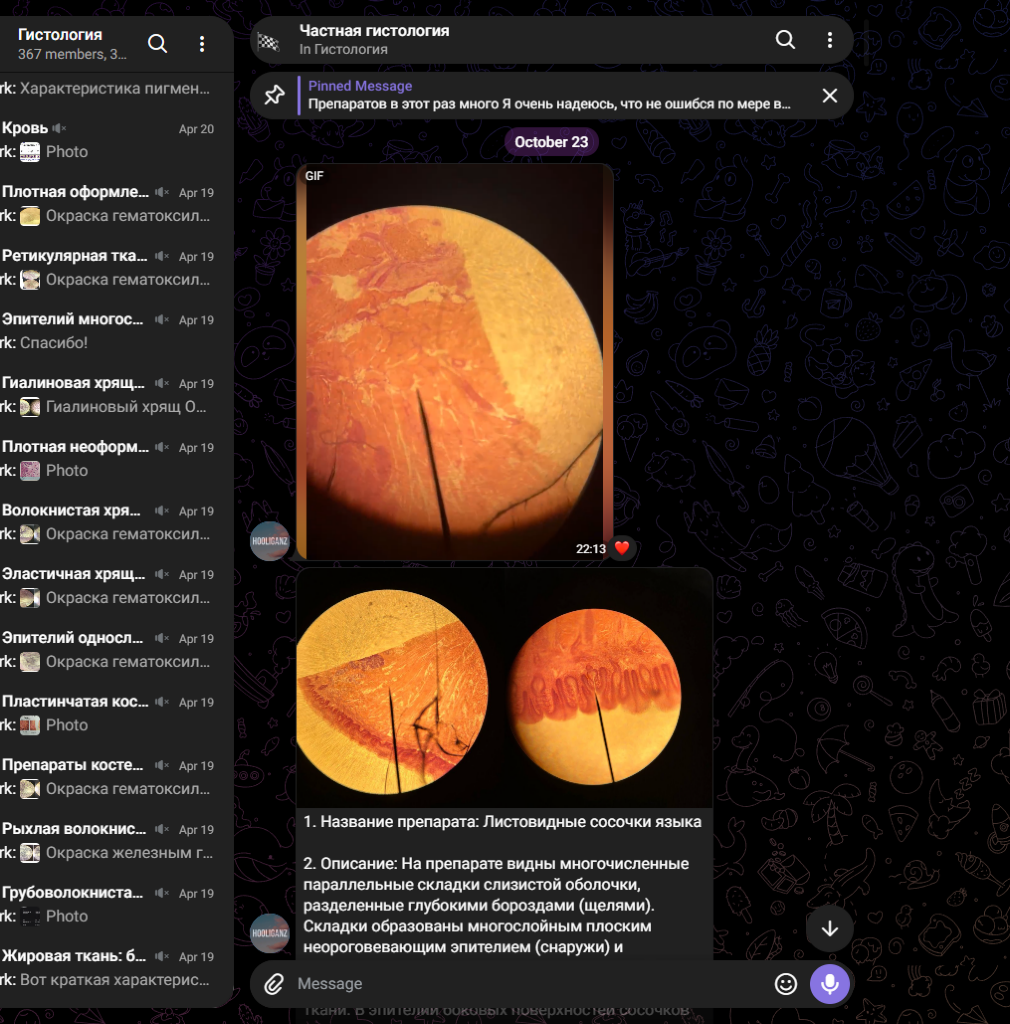 Гистология
367 members, 3...
rk: Характеристика пигмен...
Кровь
Apr 20
rk: Photo
Плотная оформле...
Apr 19
rk: Окраска гематоксил...
Ретикулярная тка...
Apr 19
rk: Окраска гематоксил...
Эпителий многос...
Apr 19
rk: Спасибо!
Гиалиновая хрящ...
Apr 19
rk: Гиалиновый хрящ О...
Плотная неоформ...
Apr 19
rk: Photo
Волокнистая хря...
Apr 19
rk: Окраска гематоксил...
Эластичная хрящ...
Apr 19
rk: Окраска гематоксил...
Эпителий односл...
Apr 19
rk: Окраска гематоксил...
Пластинчатая кос...
Apr 19
rk: Photo
Препараты косте...
Apr 19
rk: Окраска гематоксил...
Рыхлая волокнис...
Apr 19
rk: Окраска железным г...
Грубоволокниста...
Apr 19
rk: Photo
Жировая ткань: б...
Apr 19
rk: Вот краткая характерис...
Частная гистология
In Гистология
Pinned Message
Препаратов в этот раз много Я очень надеюсь, что не ошибся по мере в...
October 23
GIF
HOOLIGANZ
22:13
1. Название препарата: Листовидные сосочки языка
2. Описание: На препарате видны многочисленные
параллельные складки слизистой оболочки,
разделенные глубокими бороздами (щелями).
Складки образованы многослойным плоским
неороговевающим эпителием (снаружи) и
HOOLIGANZ
Message
ткани. В эпителии боковых поверхностей сосочков